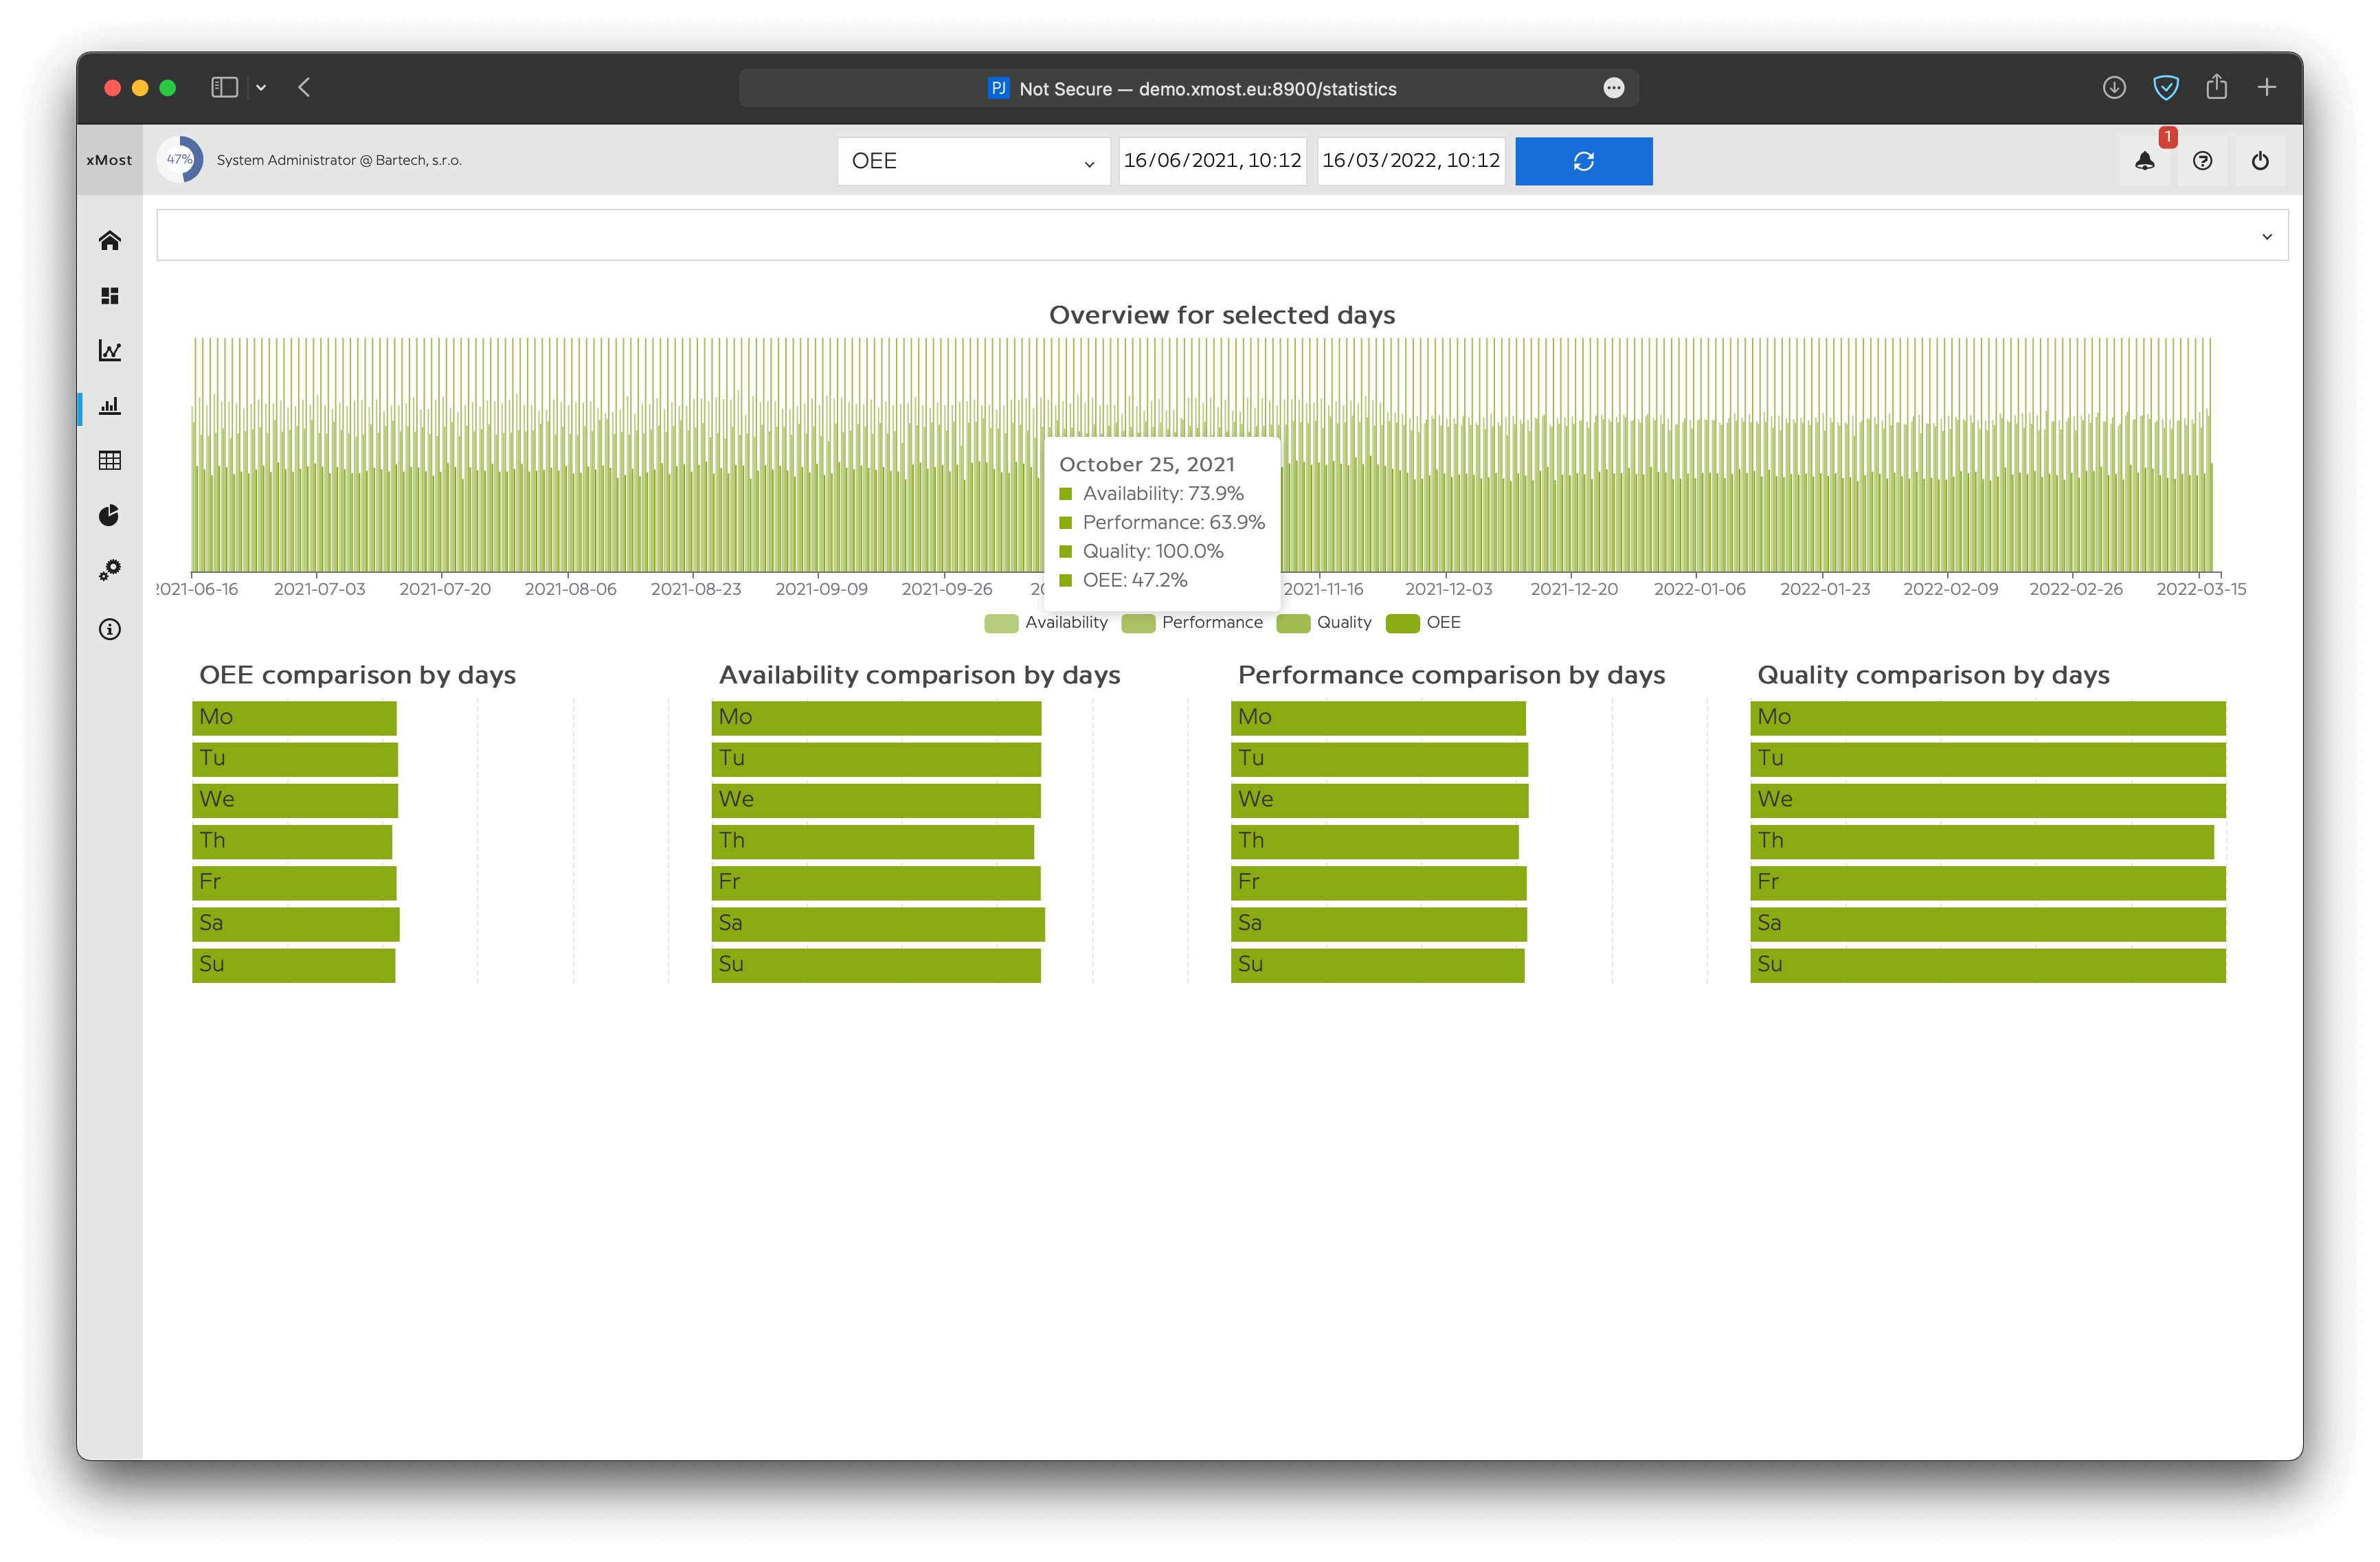 PJ Not Secure — demo.xmost.eu:8900/statistics
xMost 47% System Administrator @ Bartech, s.r.o. OEE 16/06/2021, 10:12 16/03/2022, 10:12 1
Overview for selected days
October 25, 2021
Availability: 73.9%
Performance: 63.9%
Quality: 100.0%
OEE: 47.2%
2021-06-16 2021-07-03 2021-07-20 2021-08-06 2021-08-23 2021-09-09 2021-09-26 2021-11-16 2021-12-03 2021-12-20 2022-01-06 2022-01-23 2022-02-09 2022-02-26 2022-03-15
Availability Performance Quality OEE
OEE comparison by days
Mo
Tu
We
Th
Fr
Sa
Su
Availability comparison by days
Mo
Tu
We
Th
Fr
Sa
Su
Performance comparison by days
Mo
Tu
We
Th
Fr
Sa
Su
Quality comparison by days
Mo
Tu
We
Th
Fr
Sa
Su